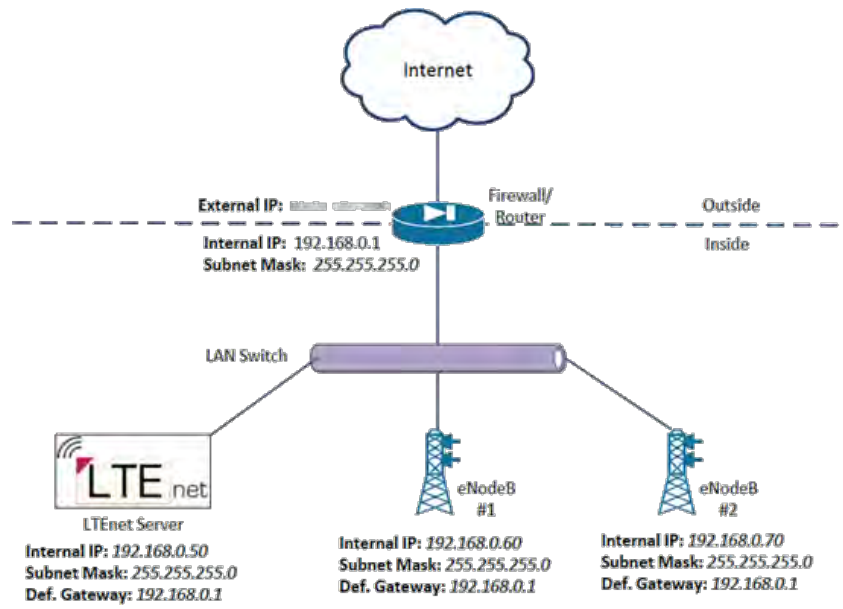 Internet
Firewall/
Router
External IP:
Outside
Internal IP: 192.168.0.1
Inside
Subnet Mask: 255.255.255.0
LAN Switch
LTE net
LTEnet Server
Internal IP: 192.168.0.50
Subnet Mask: 255.255.255.0
Def. Gateway: 192.168.0.1
eNodeB
#1
Internal IP: 192.168.0.60
Subnet Mask: 255.255.255.0
Def. Gateway: 192.168.0.1
eNodeB
#2
Internal IP: 192.168.0.70
Subnet Mask: 255.255.255.0
Def. Gateway: 192.168.0.1